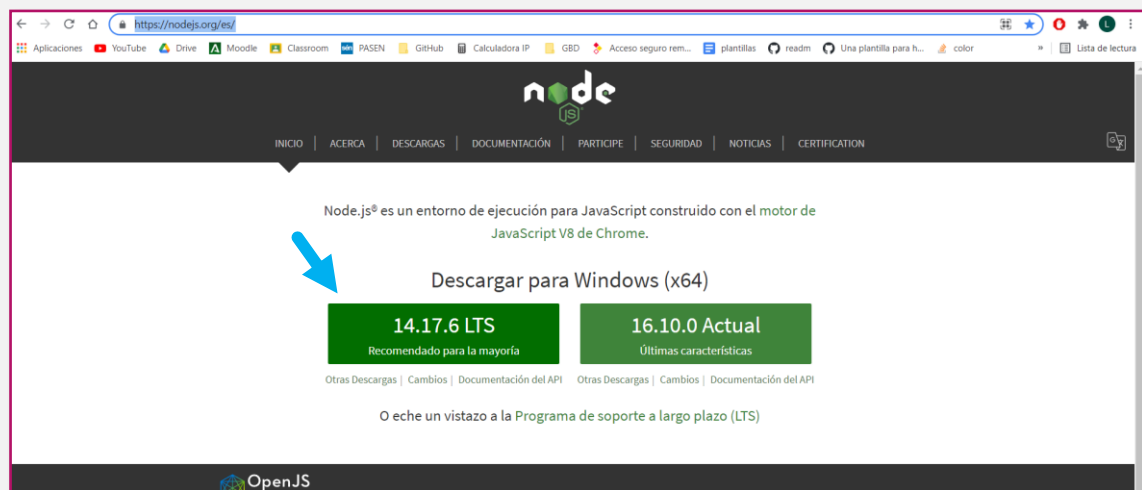 https://nodejs.org/es/
L
Aplicaciones YouTube Drive Moodle Classroom PASEN GitHub Calculadora IP GBD Acceso seguro rem... plantillas readm Una plantilla para h... color » Lista de lectura
node
JS
INICIO | ACERCA | DESCARGAS | DOCUMENTACIÓN | PARTICIPE | SEGURIDAD | NOTICIAS | CERTIFICATION
Node.js® es un entorno de ejecución para JavaScript construido con el motor de
JavaScript V8 de Chrome.
Descargar para Windows (x64)
14.17.6 LTS 16.10.0 Actual
Recomendado para la mayoría Últimas características
Otras Descargas | Cambios | Documentación del API Otras Descargas | Cambios | Documentación del API
O eche un vistazo a la Programa de soporte a largo plazo (LTS)
OpenJS